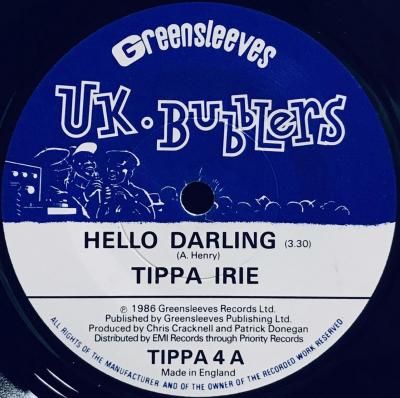 Greensleeves
UK·Bubblers
HELLO DARLING (3.30)
(A. Henry)
TIPPA IRIE
℗ 1986 Greensleeves Records Ltd.
Published by Greensleeves Publishing Ltd.
Produced by Chris Cracknell and Patrick Donegan
Distributed by EMI Records through Priority Records
TIPPA 4 A
Made in England
ALL RIGHTS OF THE MANUFACTURER AND OF THE OWNER OF THE RECORDED WORK RESERVED